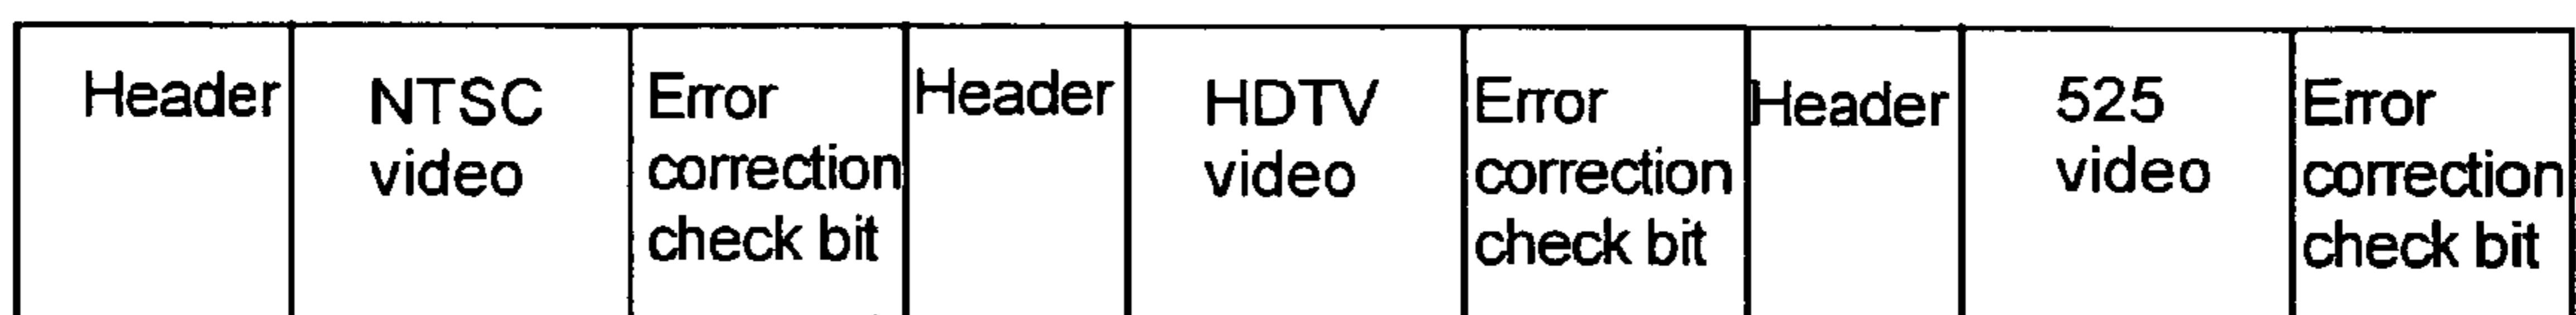 Header
NTSC
video
Error
correction
check bit
Header
HDTV
video
Error
correction
check bit
Header
525
video
Error
correction
check bit